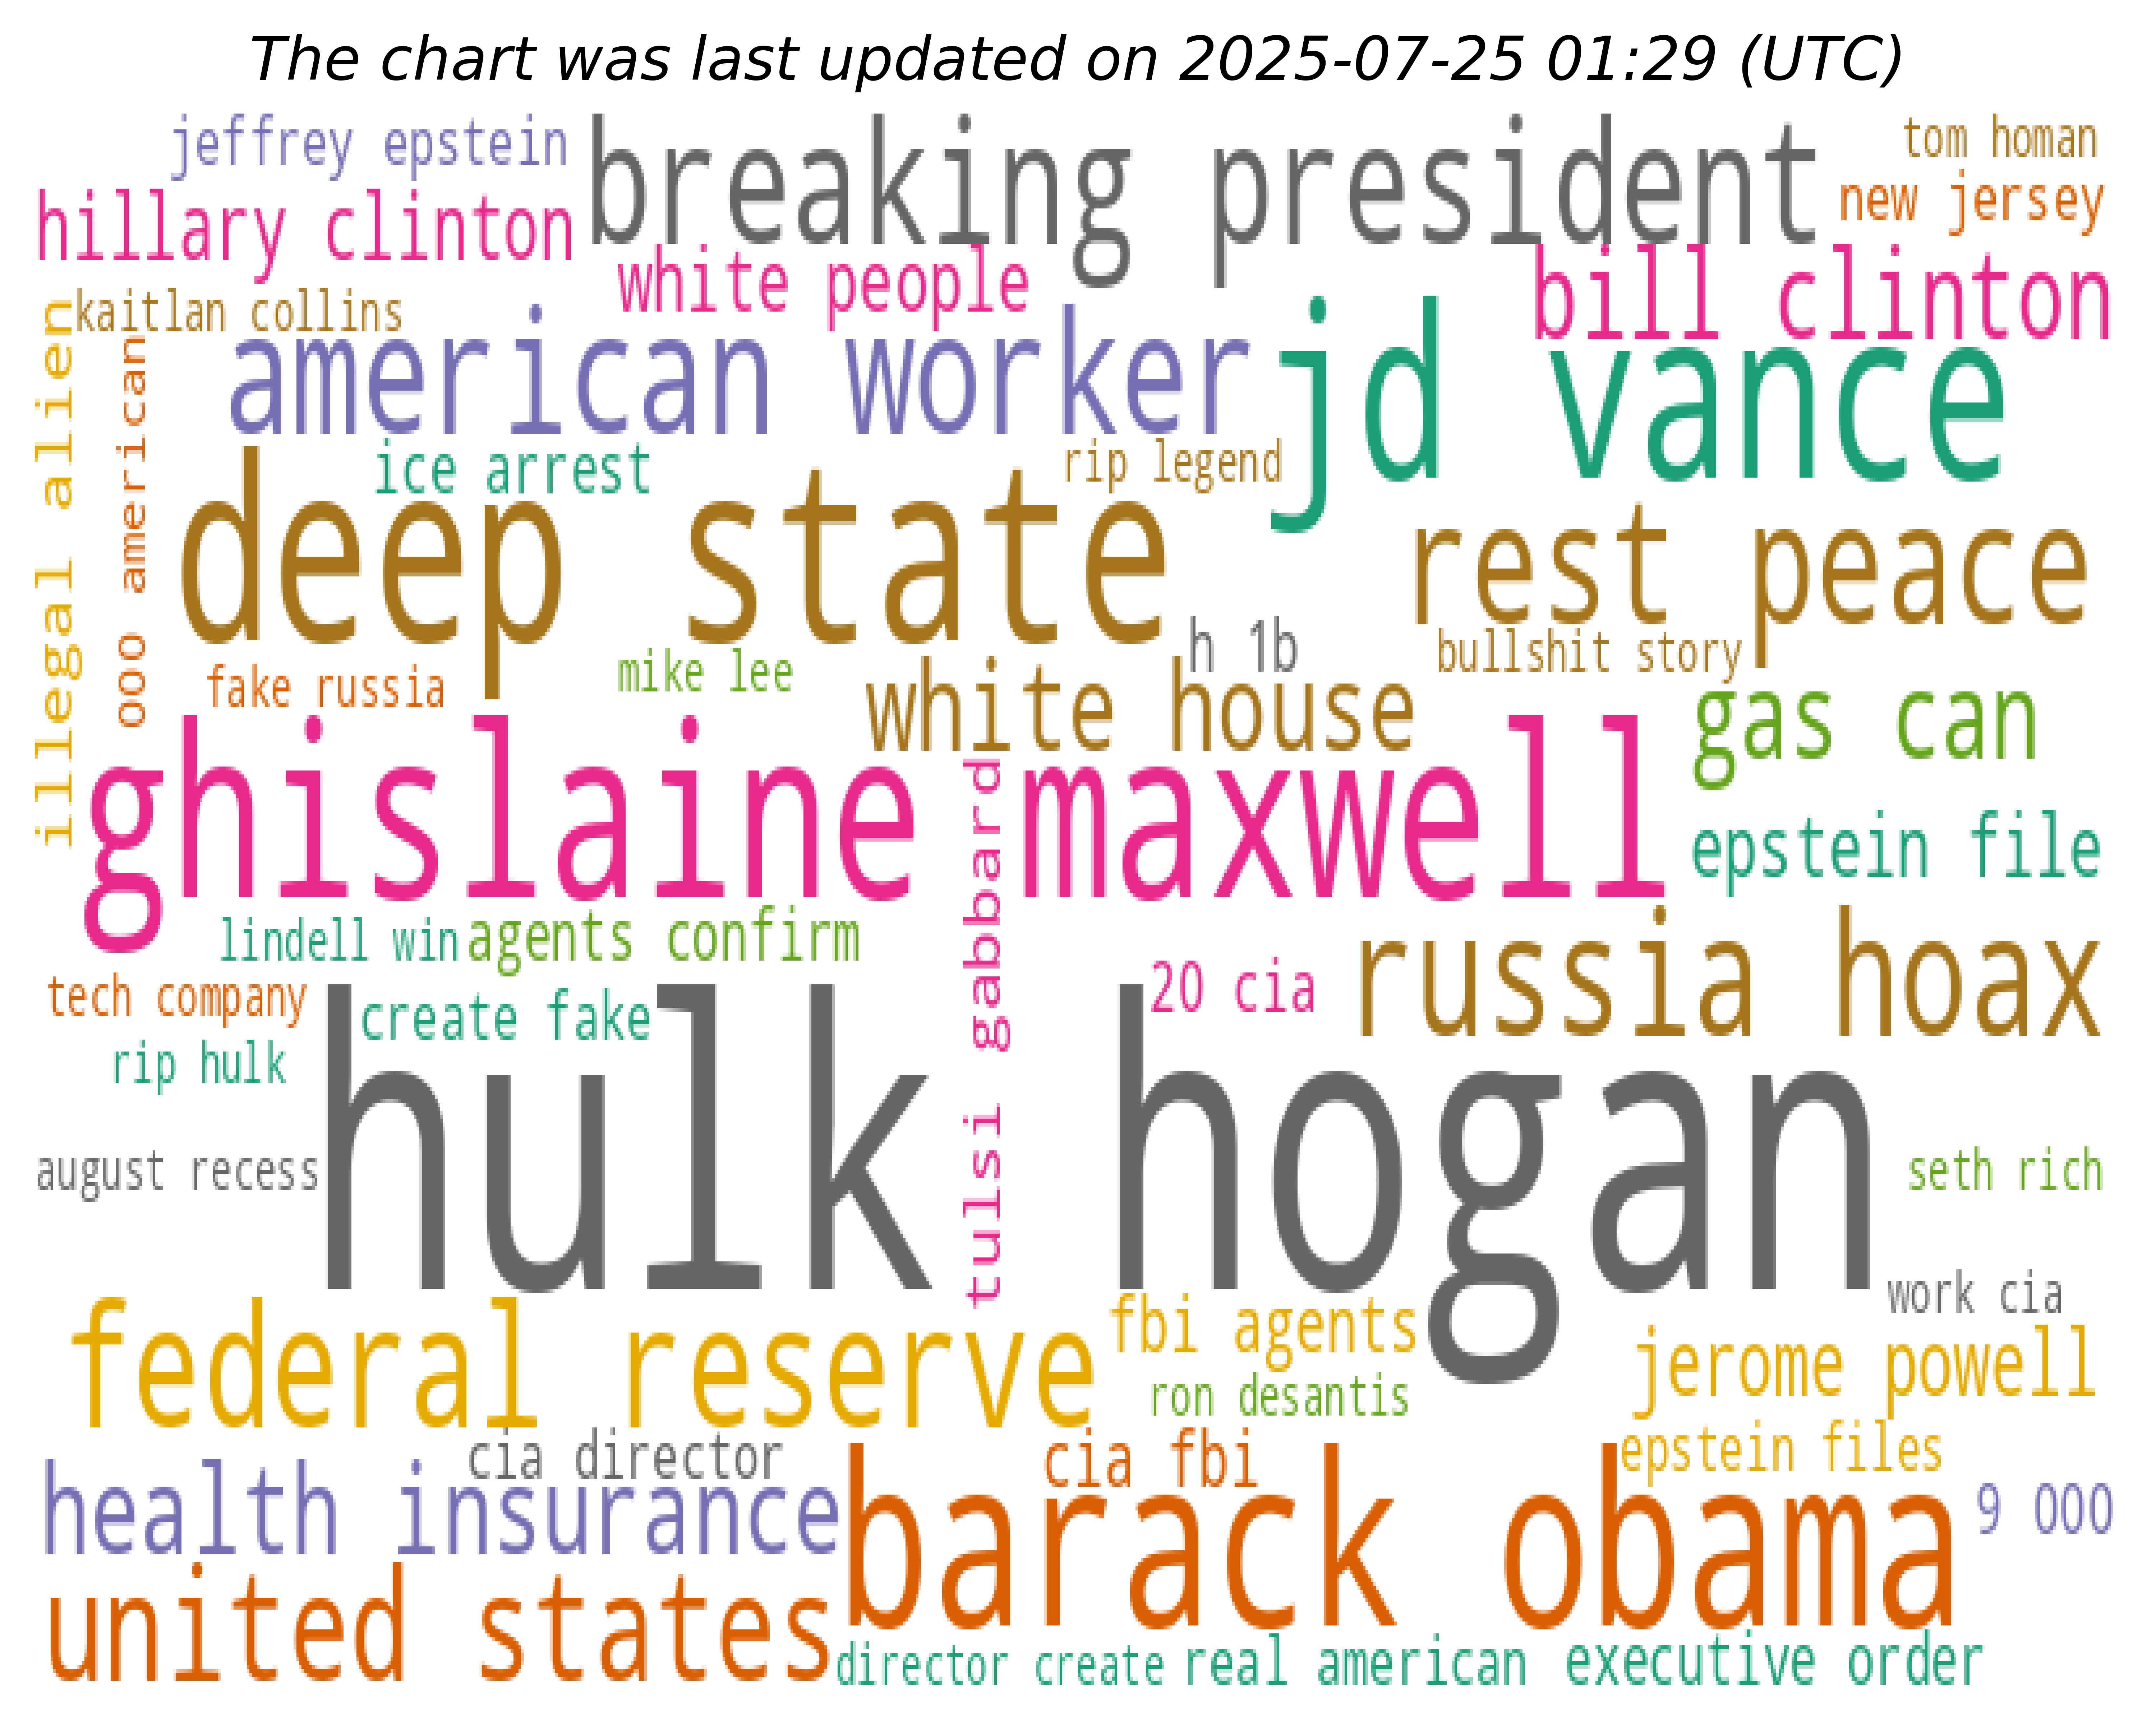 The chart was last updated on 2025-07-25 01:29 (UTC)
jeffrey epstein
breaking president
tom homan
new jersey
hillary clinton
white people
bill clinton
kaitlan collins
illegal alien
000 american
american worker
jd vance
ice arrest
rip legend
deep state
rest peace
h 1b
bullshit story
fake russia
mike lee
white house
gas can
ghislaine maxwell
tulsi gabbard
epstein file
lindell win
agents confirm
russia hoax
tech company
create fake
20 cia
rip hulk
hulk hogan
august recess
seth rich
work cia
federal reserve
fbi agents
jerome powell
ron desantis
cia director
cia fbi
epstein files
health insurance
barack obama
9 000
united states
director create
real american
executive order